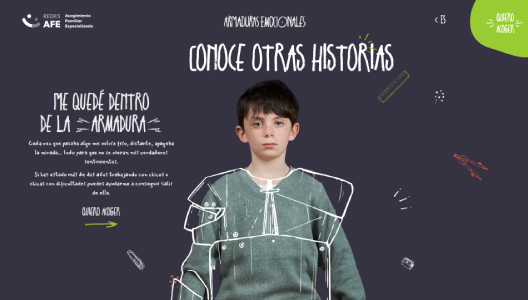 REDES
AFE
Acogimiento
Familiar
Especializado
ARMADURAS EMOCIONALES
< ES
QUIERO
ACOGER
CONOCE OTRAS HISTORIAS
ME QUEDÉ DENTRO
DE LA ARMADURA
Cada vez que pasaba algo me volvía frío, distante, apagaba
la mirada... todo para que no se vieran mis verdaderos
sentimientos.
Si has estado más de dos años trabajando con chicos o
chicas con dificultades puedes ayudarme a conseguir salir
de ella.
QUIERO ACOGER